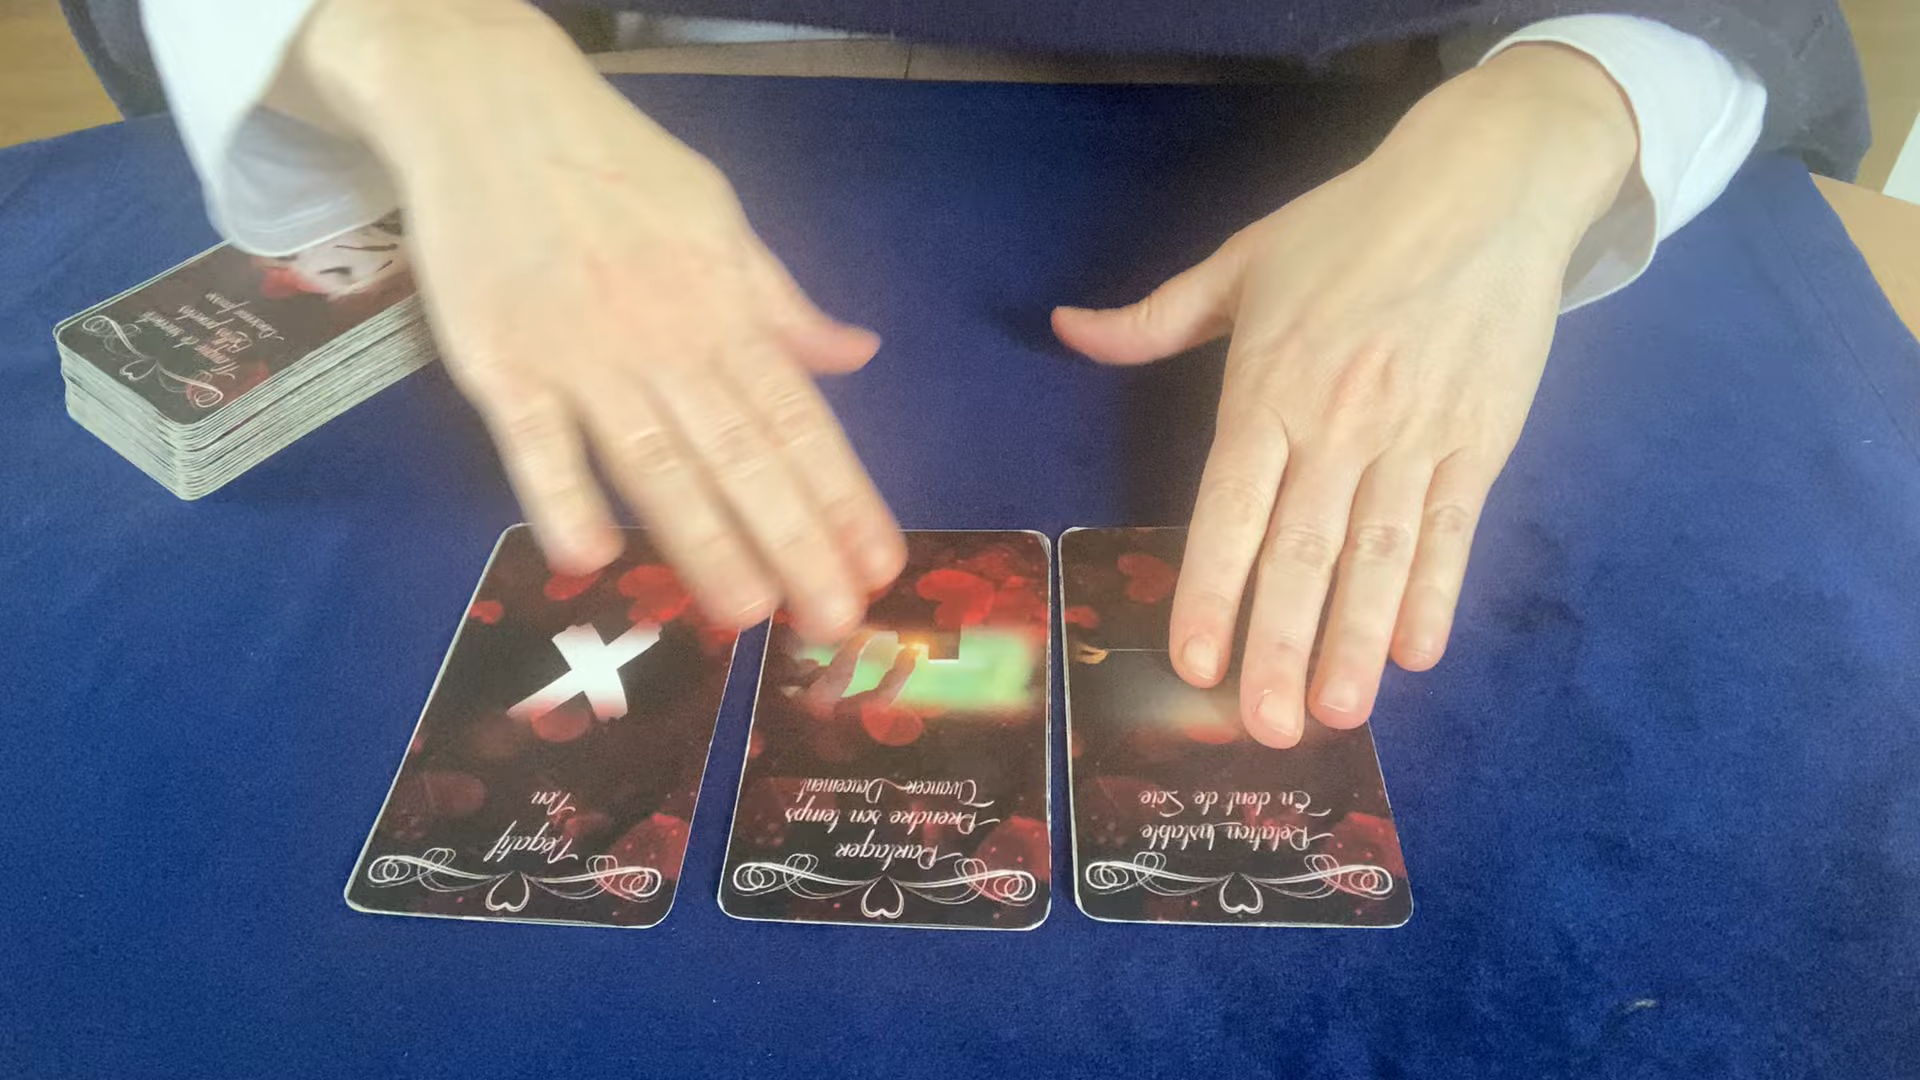 Relation Instable
En dent de Scie
Partager
Prendre son temps
Avancer Doucement
Négatif
Non